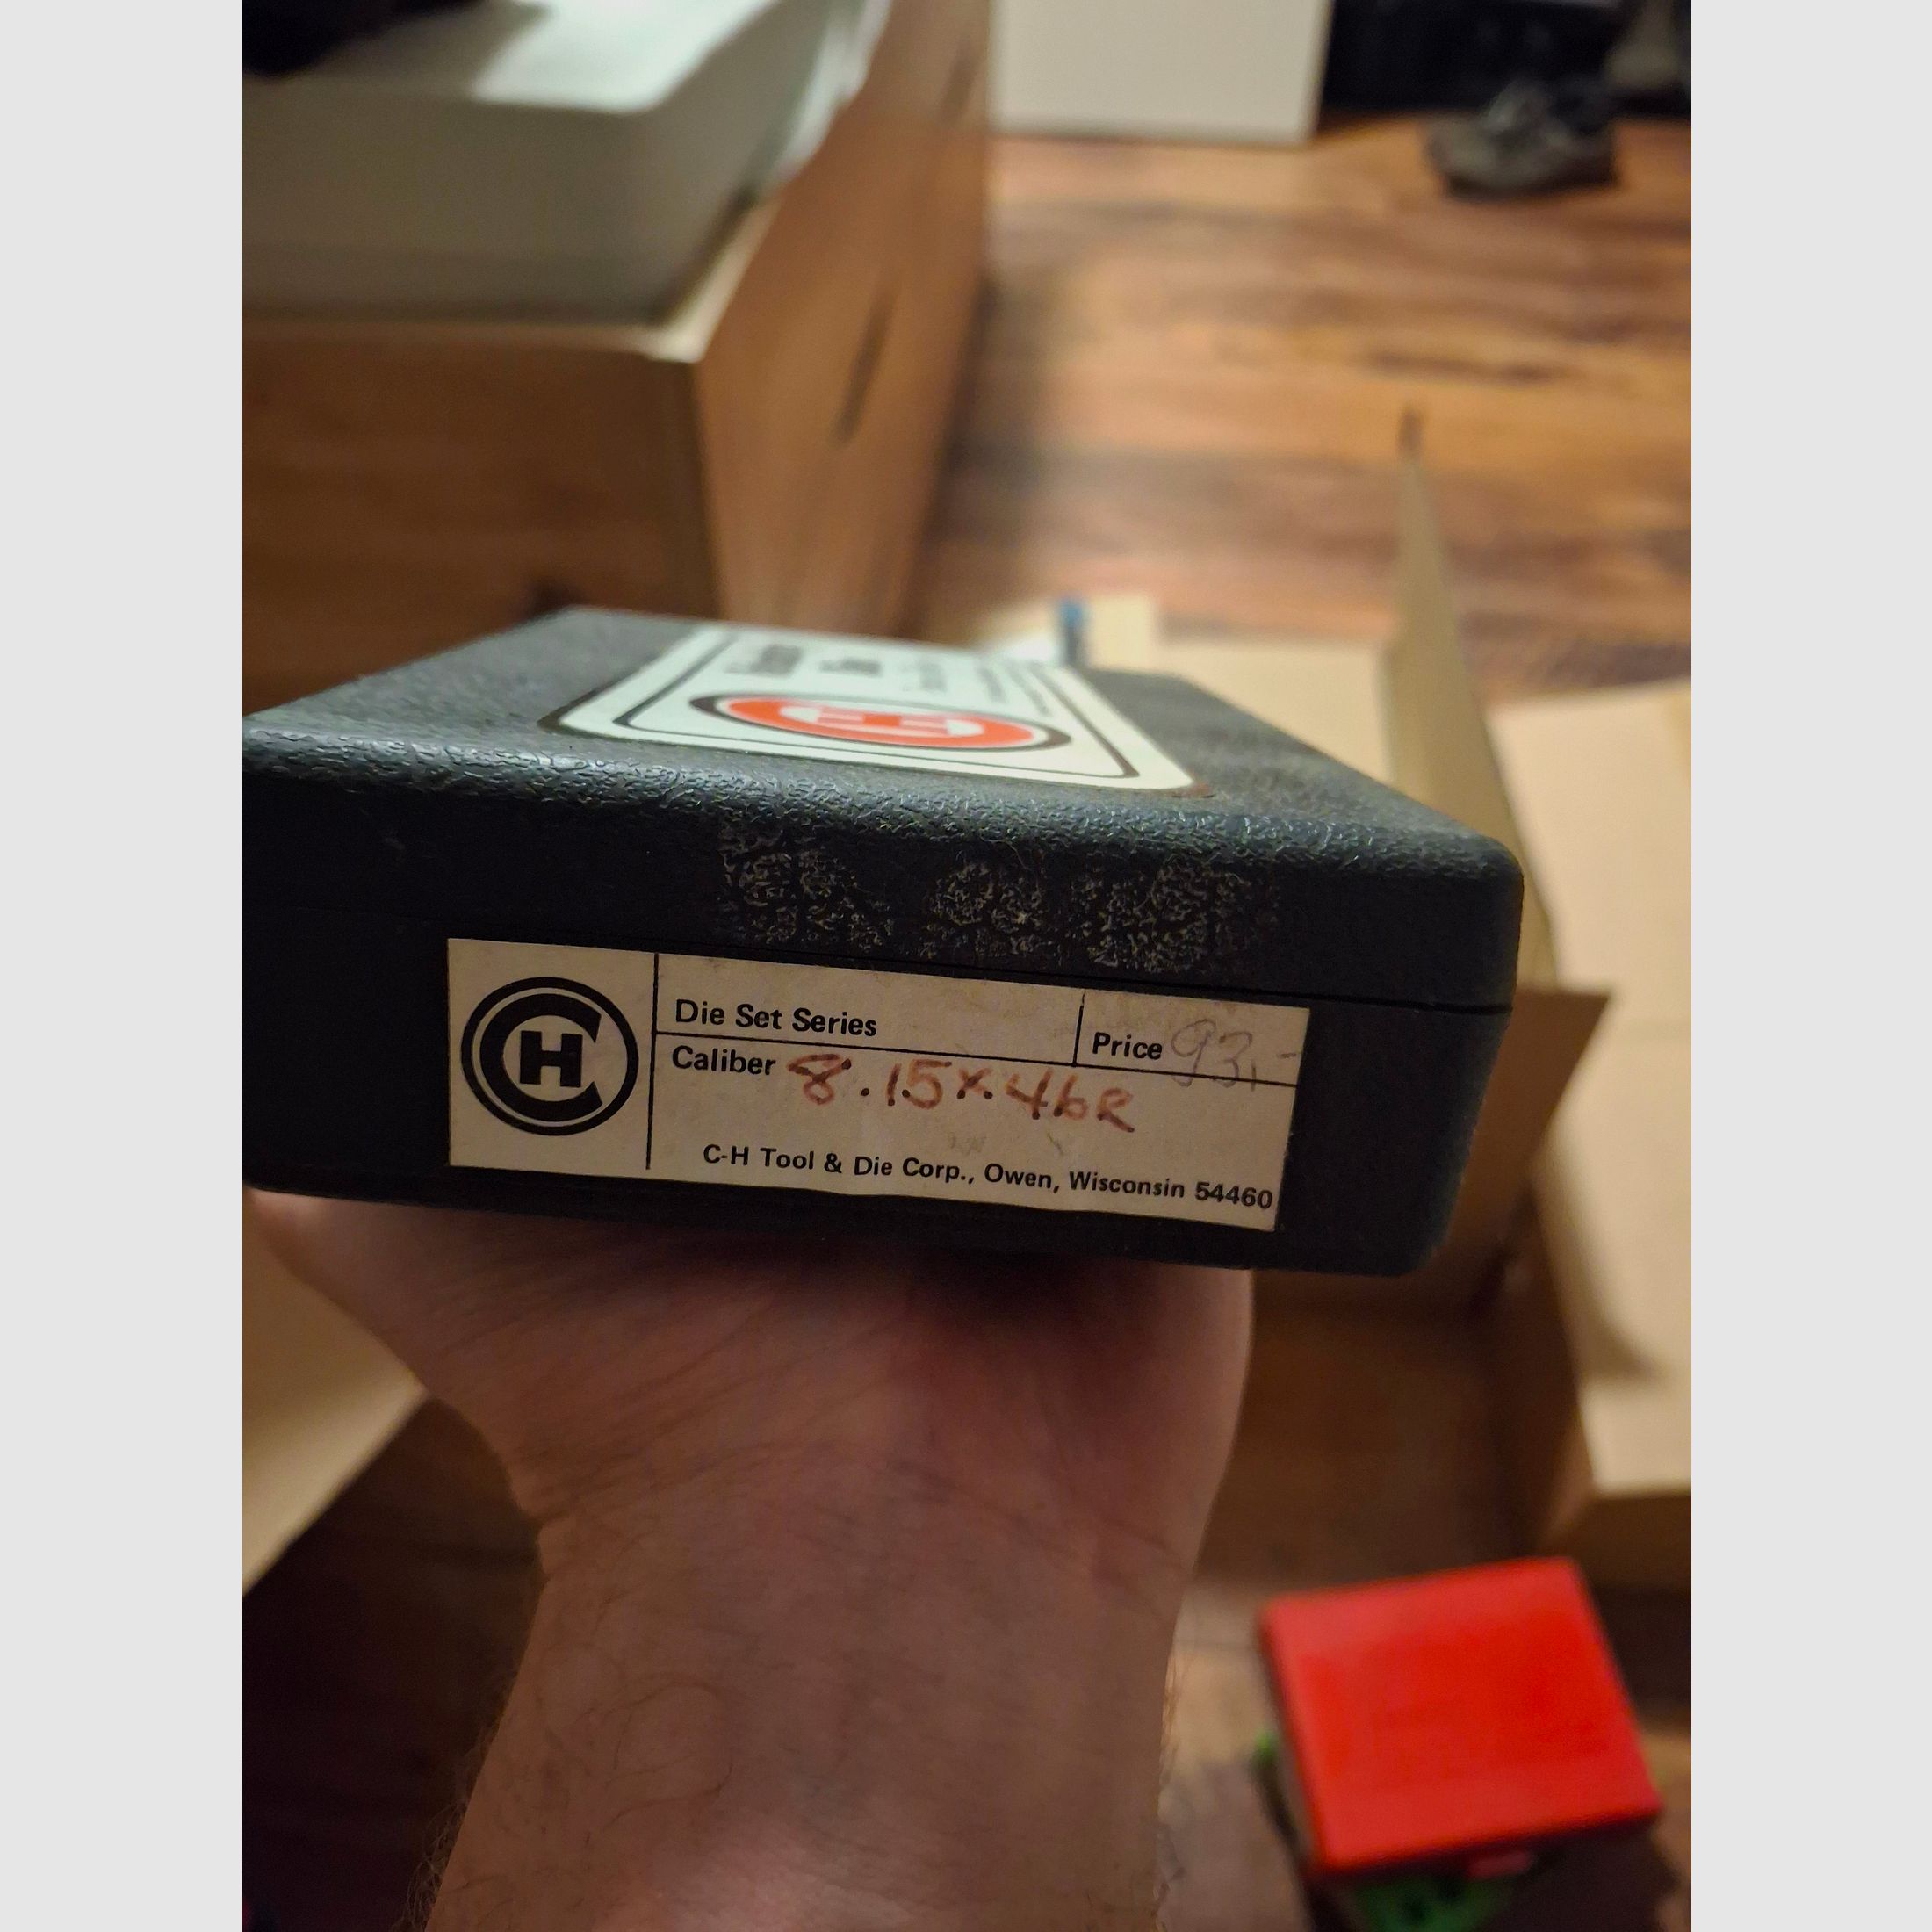 CH
Die Set Series
Price 93,-
Caliber 8.15x46R
C-H Tool & Die Corp., Owen, Wisconsin 54460